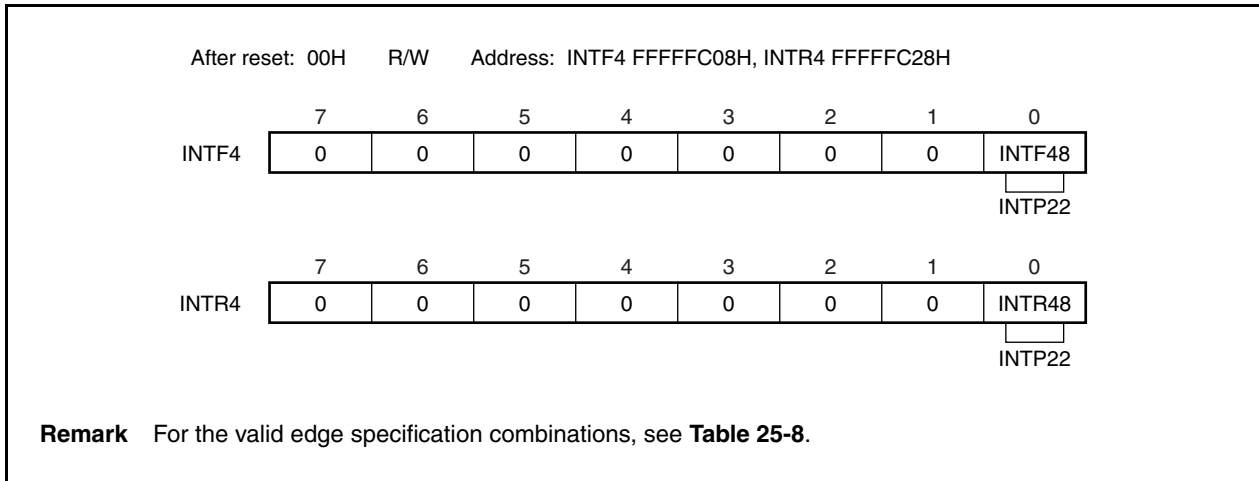 After reset: 00H R/W Address: INTF4 FFFFFC08H, INTR4 FFFFFC28H
7 6 5 4 3 2 1 0
INTF4 0 0 0 0 0 0 0 INTF48
INTP22
7 6 5 4 3 2 1 0
INTR4 0 0 0 0 0 0 0 INTR48
INTP22
Remark For the valid edge specification combinations, see Table 25-8.